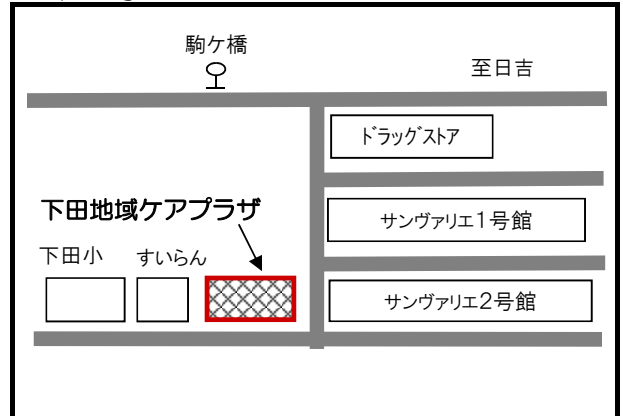 駒ケ橋
至日吉
ドラッグストア
下田地域ケアプラザ
サンヴァリエ1号館
下田小
すいらん
サンヴァリエ2号館